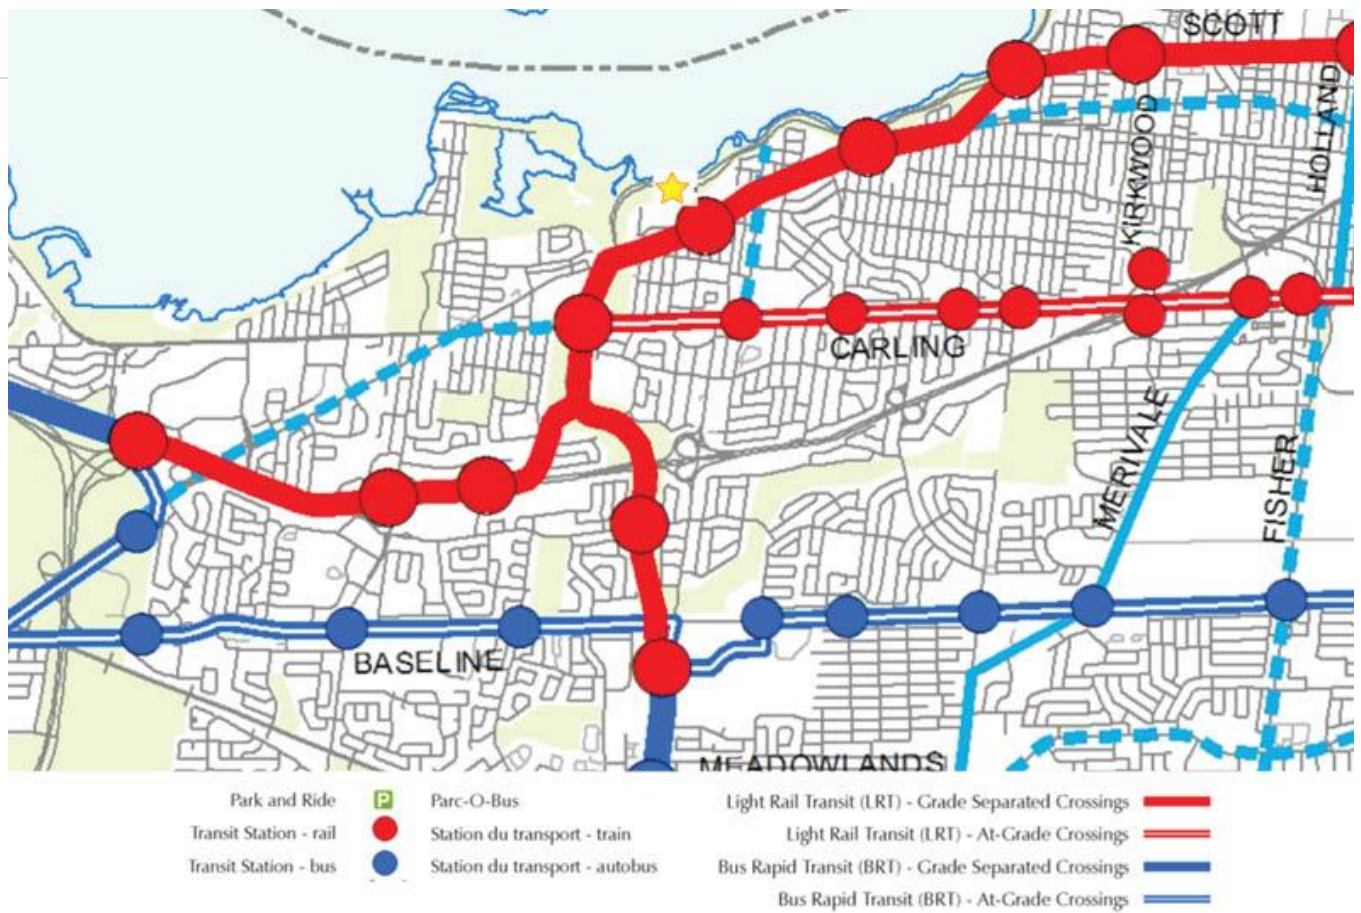 SCOTT
HOLLAND
KIRKWOOD
CARLING
MERIVALE
FISHER
BASELINE
MEADOWLANDS
Park and Ride P Parc-O-Bus
Transit Station - rail Station du transport - train
Transit Station - bus Station du transport - autobus
Light Rail Transit (LRT) - Grade Separated Crossings
Light Rail Transit (LRT) - At-Grade Crossings
Bus Rapid Transit (BRT) - Grade Separated Crossings
Bus Rapid Transit (BRT) - At-Grade Crossings